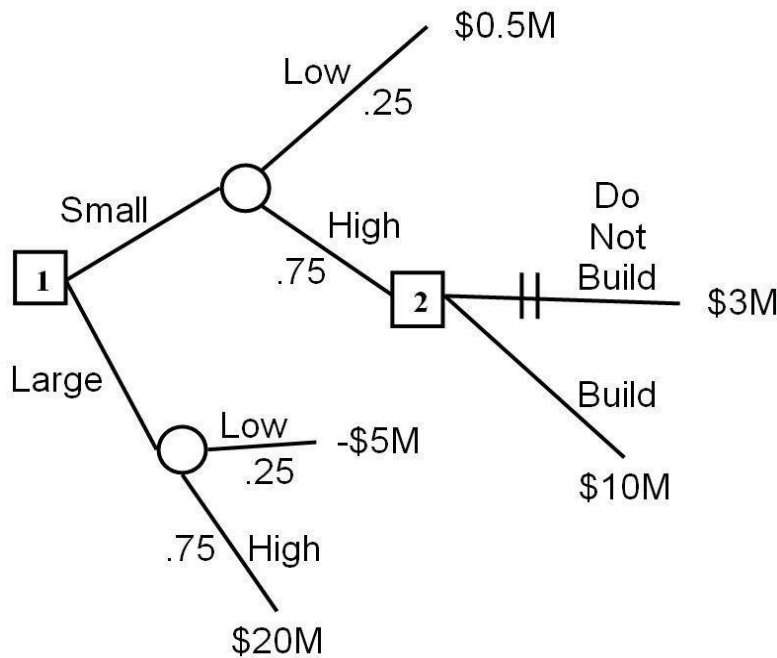 $0.5M
Low
.25
Do
Not
Build
Small
High
.75
1
2
$3M
Large
Build
Low
-$5M
.25
$10M
.75 High
$20M